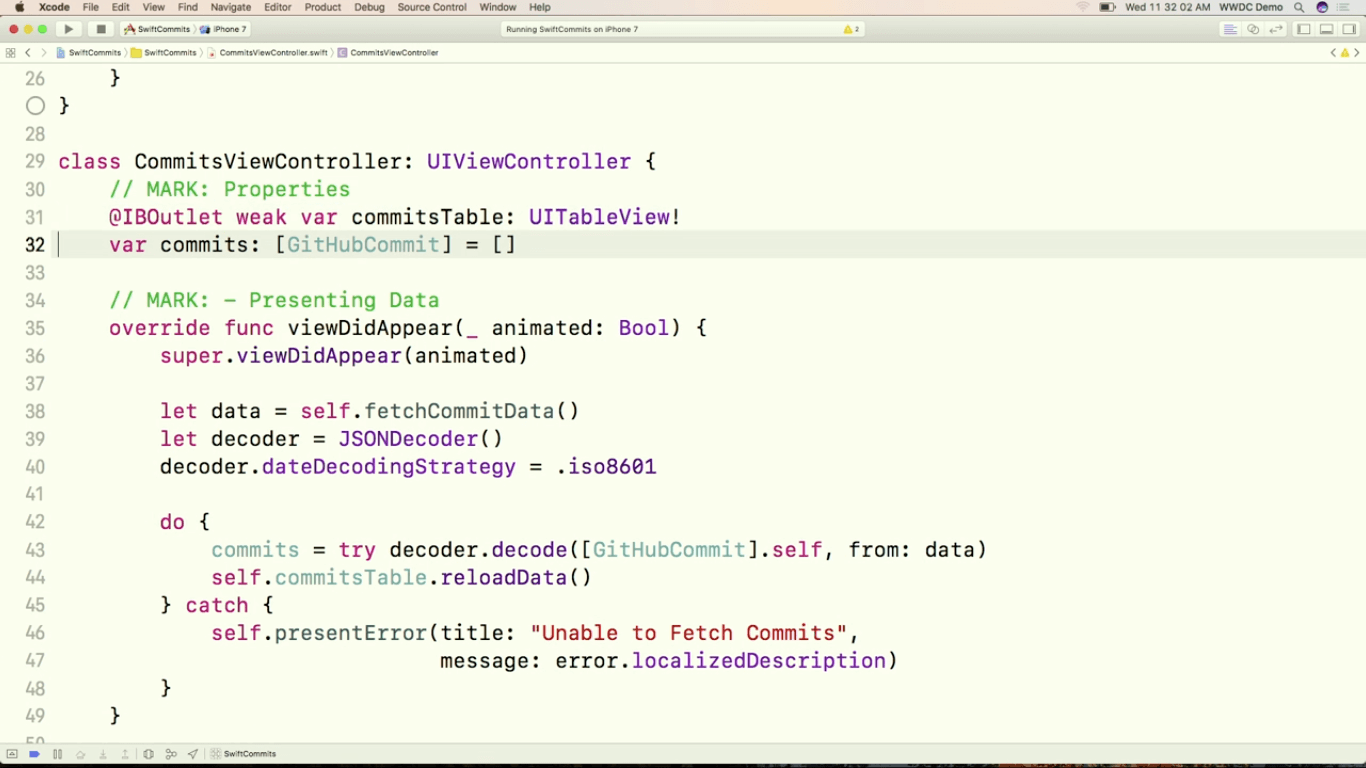 Xcode File Edit View Find Navigate Editor Product Debug Source Control Window Help Wed 11 32 02 AM WWDC Demo
SwiftCommits iPhone 7 Running SwiftCommits on iPhone 7 2
SwiftCommits SwiftCommits CommitsViewController.swift C CommitsViewController
26 }
}
28
29 class CommitsViewController: UIViewController {
30 // MARK: Properties
31 @IBOutlet weak var commitsTable: UITableView!
32 var commits: [GitHubCommit] = []
33
34 // MARK: - Presenting Data
35 override func viewDidAppear(_ animated: Bool) {
36 super.viewDidAppear(animated)
37
38 let data = self.fetchCommitData()
39 let decoder = JSONDecoder()
40 decoder.dateDecodingStrategy = .iso8601
41
42 do {
43 commits = try decoder.decode([GitHubCommit].self, from: data)
44 self.commitsTable.reloadData()
45 } catch {
46 self.presentError(title: "Unable to Fetch Commits",
47 message: error.localizedDescription)
48 }
49 }
50
SwiftCommits